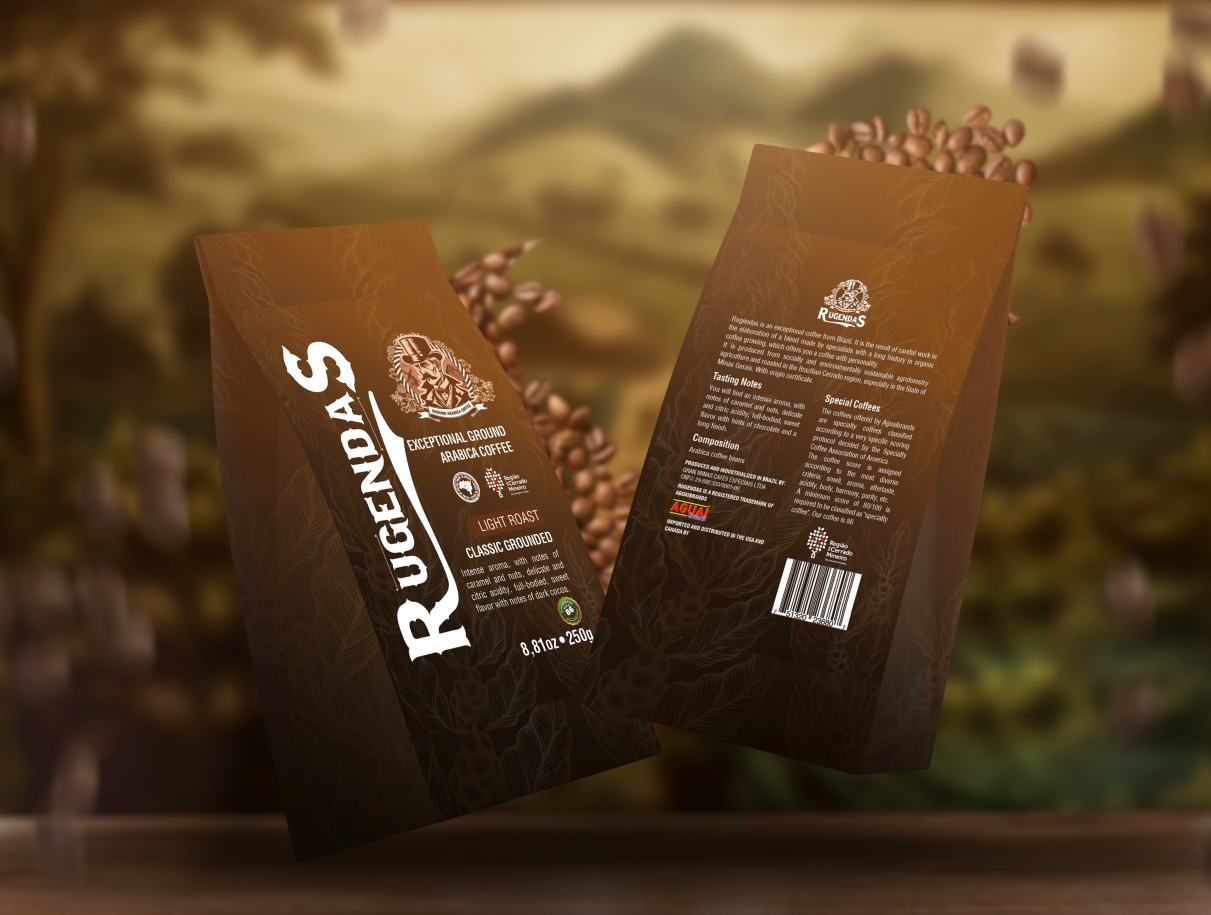 RUGENDAS
GROUND ARABICA COFFEE
EXCEPTIONAL GROUND
ARABICA COFFEE
Região
do Cerrado
Mineiro
LIGHT ROAST
CLASSIC GROUNDED
Intense aroma, with notes of
caramel and nuts, delicate and
citric acidity, full-bodied, sweet
flavor with notes of dark cocoa.
86
8,81oz • 250g
RUGENDAS
Rugendas is an exceptional coffee from Brazil. It is the result of careful work in
the elaboration of a blend made by specialists with a long history in organic
coffee growing, which offers you a coffee with personality.
It is produced from socially and environmentally sustainable agroforestry
agriculture and roasted in the Brazilian Cerrado region, especially in the State of
Minas Gerais. With origin certificate.
Tasting Notes
You will find an intense aroma, with
notes of caramel and nuts, delicate
and citric acidity, full-bodied, sweet
flavor with hints of chocolate and a
long finish.
Composition
Arabica coffee beans
PRODUCED AND INDUSTRIALIZED IN BRAZIL BY:
GRAN MINAS CAFÉS ESPECIAIS LTDA
RUGENDAS IS A REGISTERED TRADEMARK OF
AGUAIBRANDS
AGUAÍ
IMPORTED AND DISTRIBUTED IN THE USA AND
CANADA BY
Special Coffees
The coffees offered by Aguaibrands
are specialty coffees classified
according to a very specific scoring
protocol decided by the Specialty
Coffee Association of America.
The coffee score is assigned
according to the most diverse
criteria: smell, aroma, aftertaste,
acidity, body, harmony, purity, etc.
A minimum score of 80/100 is
required to be classified as "specialty
coffee". Our coffee is 86
Região
do Cerrado
Mineiro